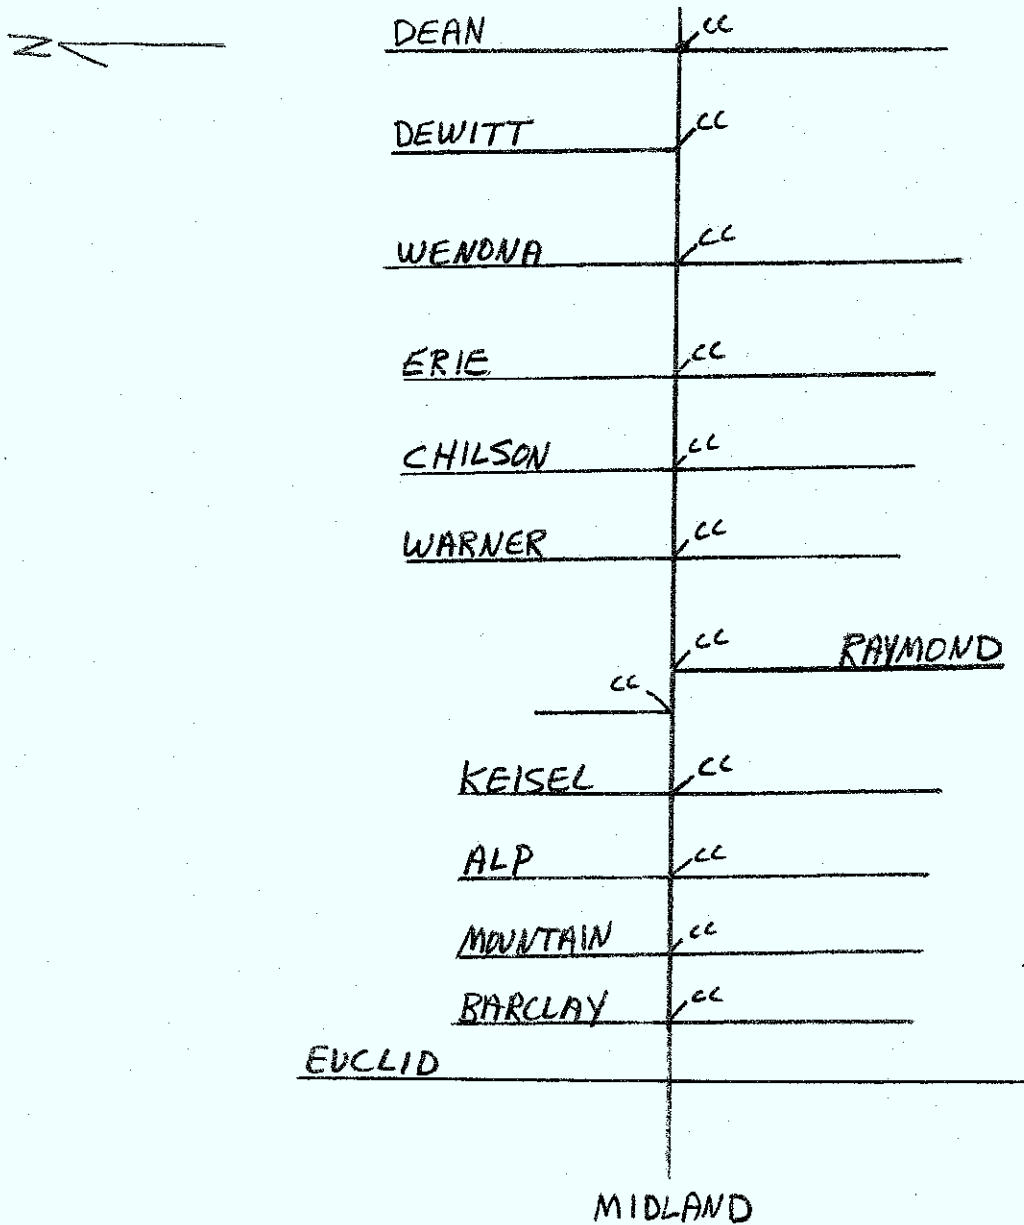 N
DEAN cc
DEWITT cc
WENONA cc
ERIE cc
CHILSON cc
WARNER cc
cc RAYMOND
cc
KEISEL cc
ALP cc
MOUNTAIN cc
BARCLAY cc
EUCLID
MIDLAND